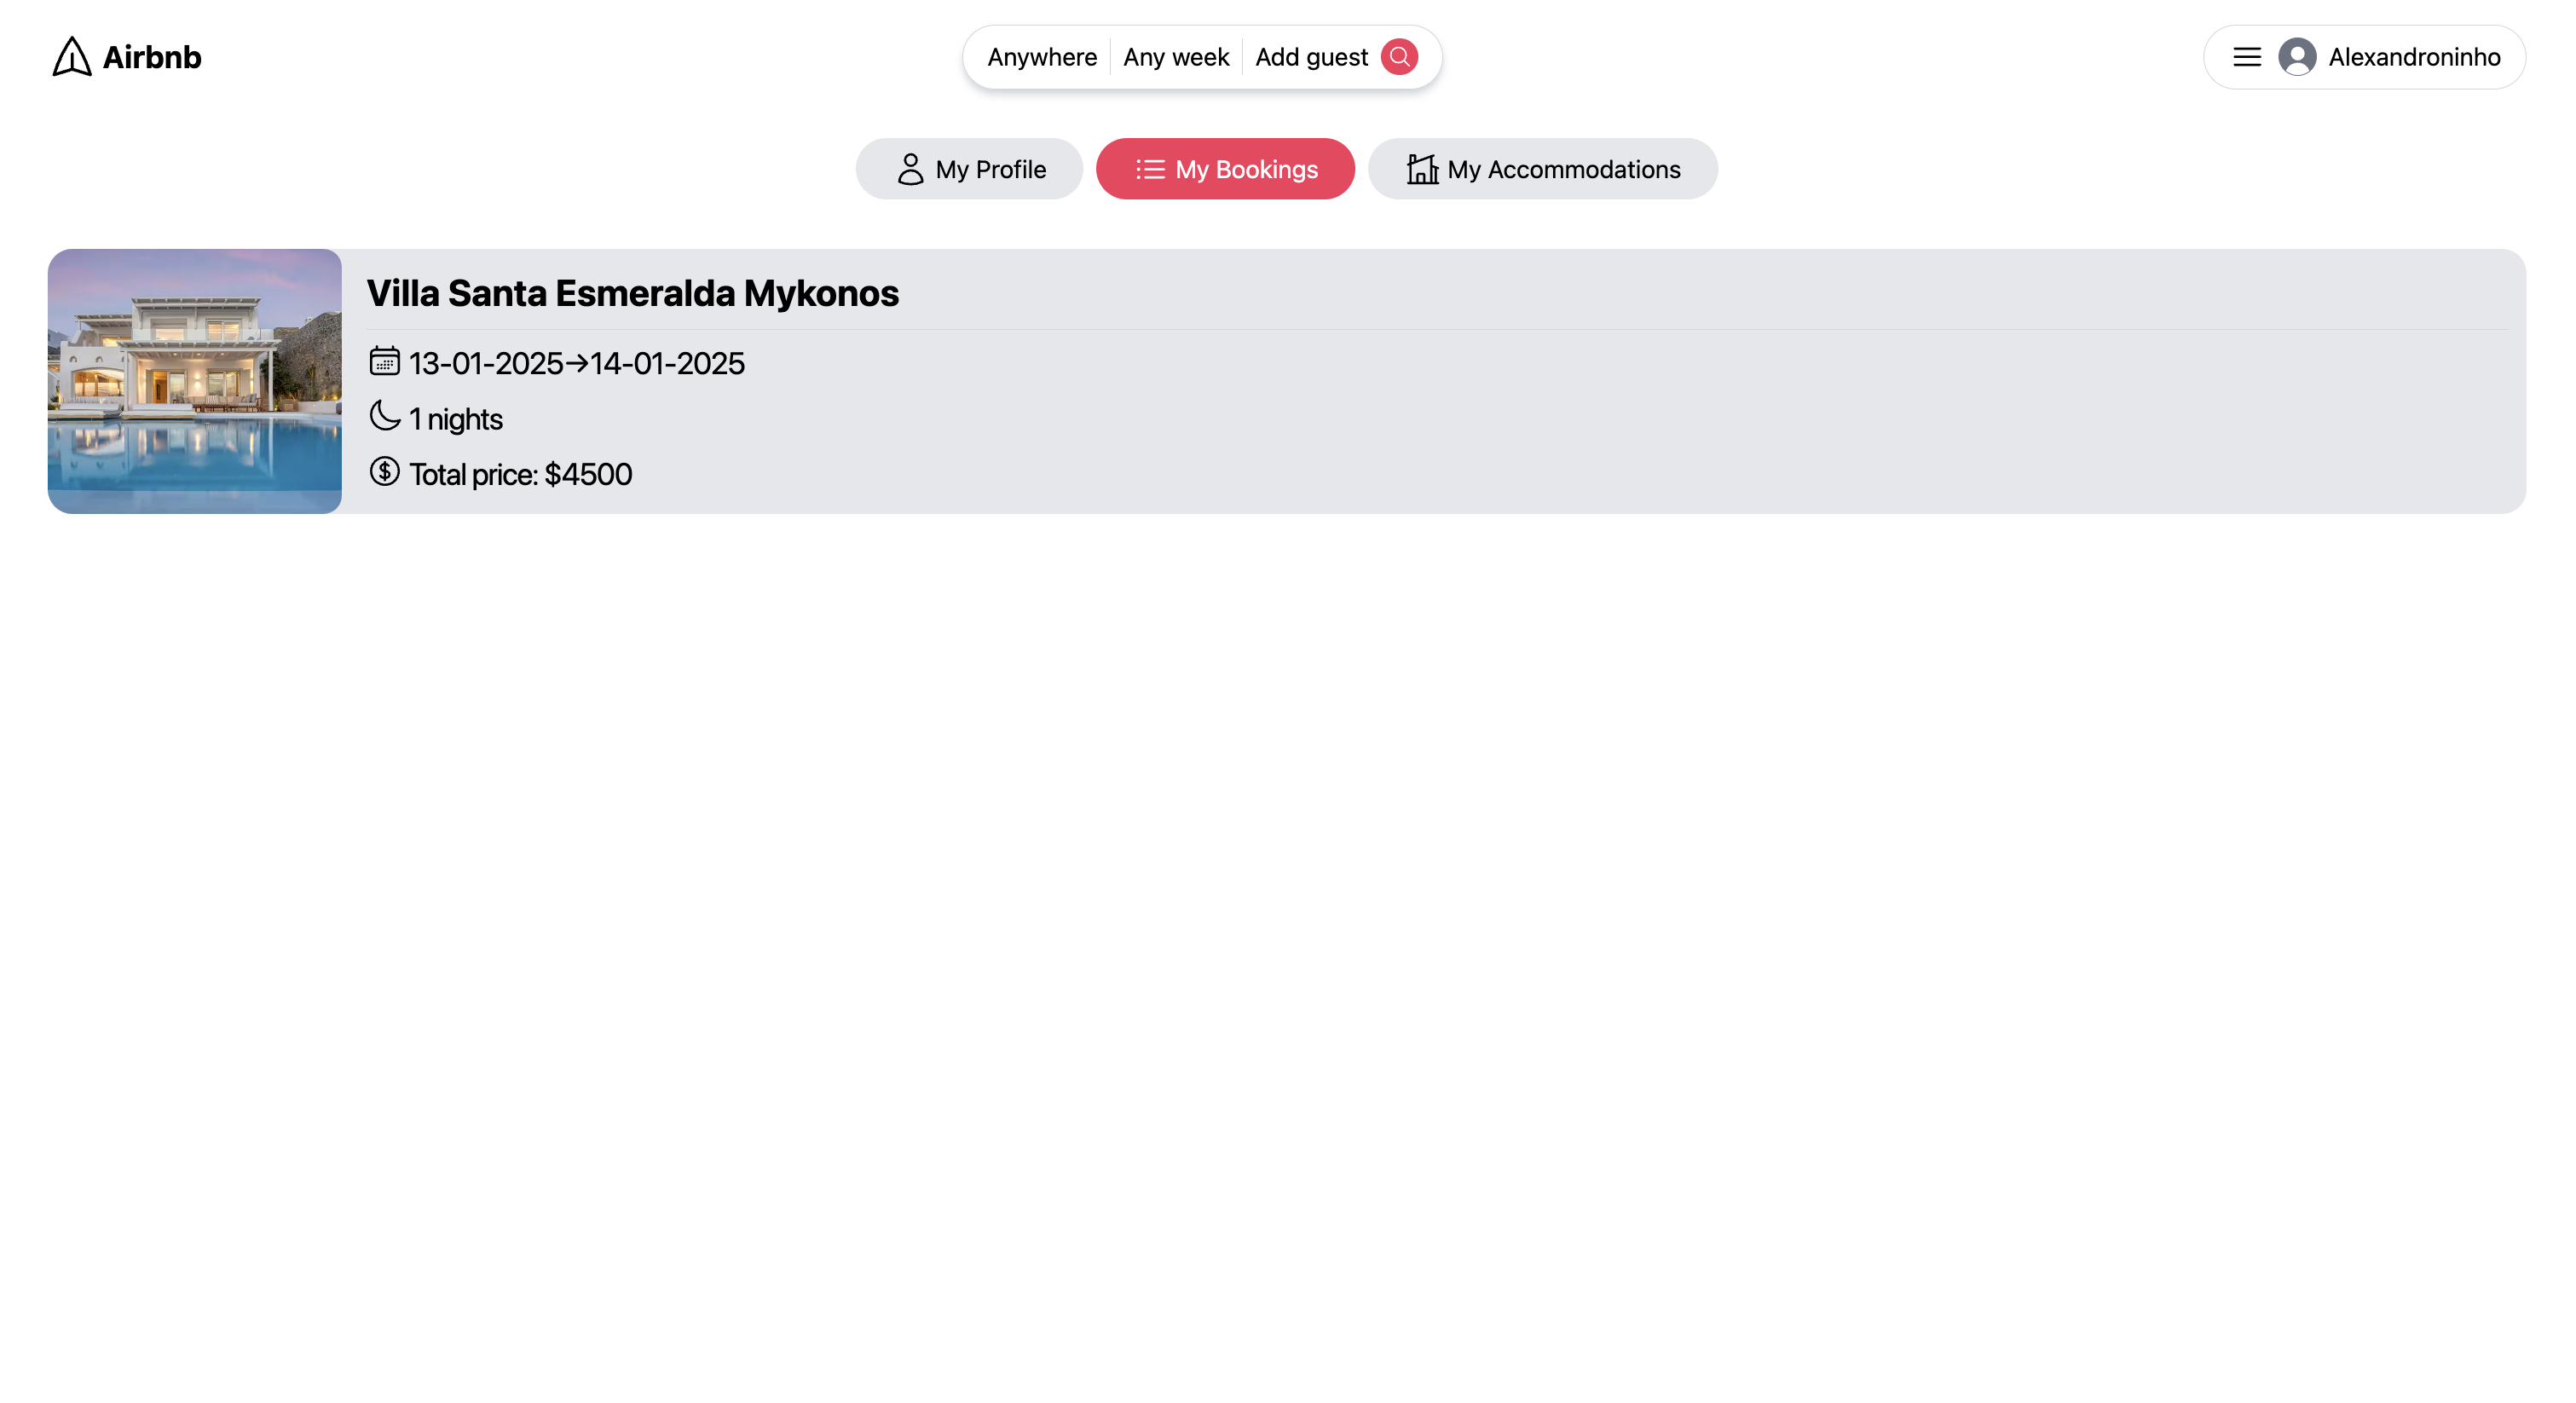 Airbnb
Anywhere Any week Add guest
Alexandroninho
My Profile
My Bookings
My Accommodations
Villa Santa Esmeralda Mykonos
13-01-2025→14-01-2025
1 nights
Total price: $4500